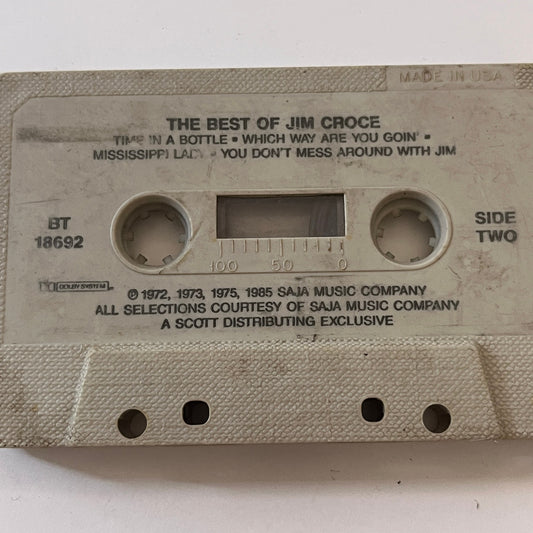 MADE IN USA
THE BEST OF JIM CROCE
TIME IN A BOTTLE • WHICH WAY ARE YOU GOIN' •
MISSISSIPPI LADY • YOU DON'T MESS AROUND WITH JIM
BT
18692
SIDE
TWO
100 50 0
DOLBY SYSTEM
℗ 1972, 1973, 1975, 1985 SAJA MUSIC COMPANY
ALL SELECTIONS COURTESY OF SAJA MUSIC COMPANY
A SCOTT DISTRIBUTING EXCLUSIVE